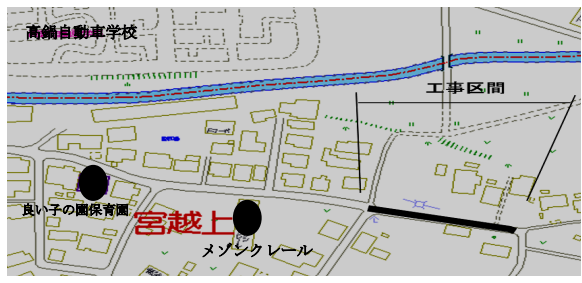 高鍋自動車学校
工事区間
良い子の園保育園
宮越上
メゾンクレール